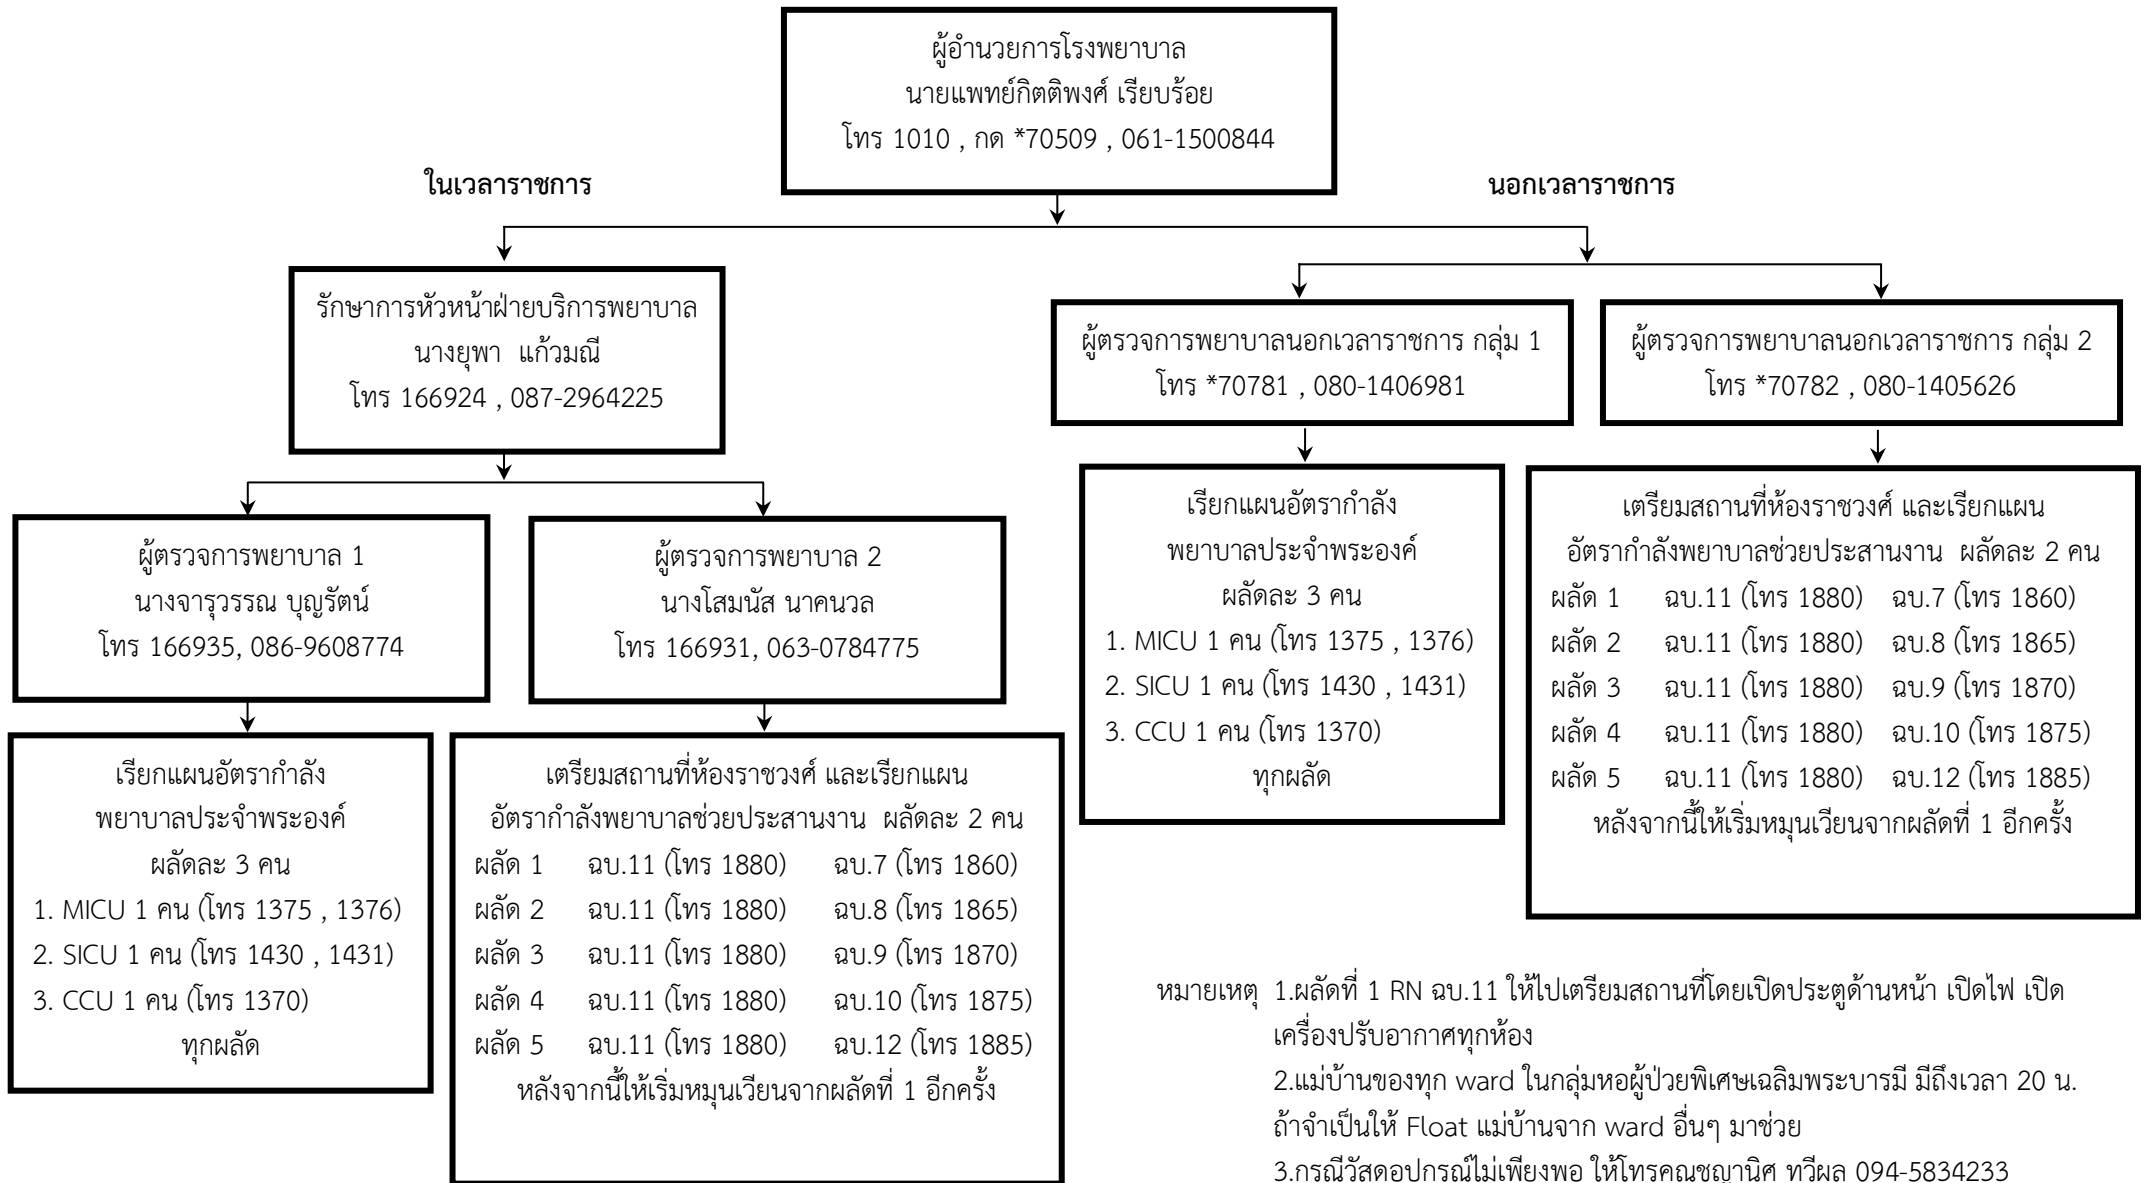 ผู้อำนวยการโรงพยาบาล
นายแพทย์กิตติพงศ์ เรียบร้อย
โทร 1010 , กด *70509 , 061-1500844
ในเวลาราชการ
นอกเวลาราชการ
รักษาการหัวหน้าฝ่ายบริการพยาบาล
นางยุพา แก้วมณี
โทร 166924 , 087-2964225
ผู้ตรวจการพยาบาลนอกเวลาราชการ กลุ่ม 1
โทร *70781 , 080-1406981
ผู้ตรวจการพยาบาลนอกเวลาราชการ กลุ่ม 2
โทร *70782 , 080-1405626
ผู้ตรวจการพยาบาล 1
นางจารุวรรณ บุญรัตน์
โทร 166935, 086-9608774
ผู้ตรวจการพยาบาล 2
นางโสมนัส นาคนวล
โทร 166931, 063-0784775
เรียกแผนอัตรากำลัง
พยาบาลประจำพระองค์
ผลัดละ 3 คน
1. MICU 1 คน (โทร 1375 , 1376)
2. SICU 1 คน (โทร 1430 , 1431)
3. CCU 1 คน (โทร 1370)
ทุกผลัด
เตรียมสถานที่ห้องราชวงศ์ และเรียกแผน
อัตรากำลังพยาบาลช่วยประสานงาน ผลัดละ 2 คน
ผลัด 1 ฉบ.11 (โทร 1880) ฉบ.7 (โทร 1860)
ผลัด 2 ฉบ.11 (โทร 1880) ฉบ.8 (โทร 1865)
ผลัด 3 ฉบ.11 (โทร 1880) ฉบ.9 (โทร 1870)
ผลัด 4 ฉบ.11 (โทร 1880) ฉบ.10 (โทร 1875)
ผลัด 5 ฉบ.11 (โทร 1880) ฉบ.12 (โทร 1885)
หลังจากนี้ให้เริ่มหมุนเวียนจากผลัดที่ 1 อีกครั้ง
เรียกแผนอัตรากำลัง
พยาบาลประจำพระองค์
ผลัดละ 3 คน
1. MICU 1 คน (โทร 1375 , 1376)
2. SICU 1 คน (โทร 1430 , 1431)
3. CCU 1 คน (โทร 1370)
ทุกผลัด
เตรียมสถานที่ห้องราชวงศ์ และเรียกแผน
อัตรากำลังพยาบาลช่วยประสานงาน ผลัดละ 2 คน
ผลัด 1 ฉบ.11 (โทร 1880) ฉบ.7 (โทร 1860)
ผลัด 2 ฉบ.11 (โทร 1880) ฉบ.8 (โทร 1865)
ผลัด 3 ฉบ.11 (โทร 1880) ฉบ.9 (โทร 1870)
ผลัด 4 ฉบ.11 (โทร 1880) ฉบ.10 (โทร 1875)
ผลัด 5 ฉบ.11 (โทร 1880) ฉบ.12 (โทร 1885)
หลังจากนี้ให้เริ่มหมุนเวียนจากผลัดที่ 1 อีกครั้ง
หมายเหตุ 1.ผลัดที่ 1 RN ฉบ.11 ให้ไปเตรียมสถานที่โดยเปิดประตูด้านหน้า เปิดไฟ เปิด
เครื่องปรับอากาศทุกห้อง
2.แม่บ้านของทุก ward ในกลุ่มหอผู้ป่วยพิเศษเฉลิมพระบารมี มีถึงเวลา 20 น.
ถ้าจำเป็นให้ Float แม่บ้านจาก ward อื่นๆ มาช่วย
3.กรณีวัสดุอุปกรณ์ไม่เพียงพอ ให้โทรคุณชญานิศ ทวีผล 094-5834233